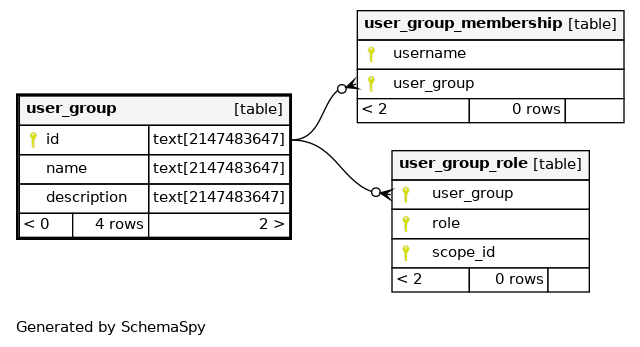 user_group_membership [table]
username
user_group
< 2 0 rows
user_group [table]
id text[2147483647]
name text[2147483647]
description text[2147483647]
< 0 4 rows 2 >
user_group_role [table]
user_group
role
scope_id
< 2 0 rows
Generated by SchemaSpy